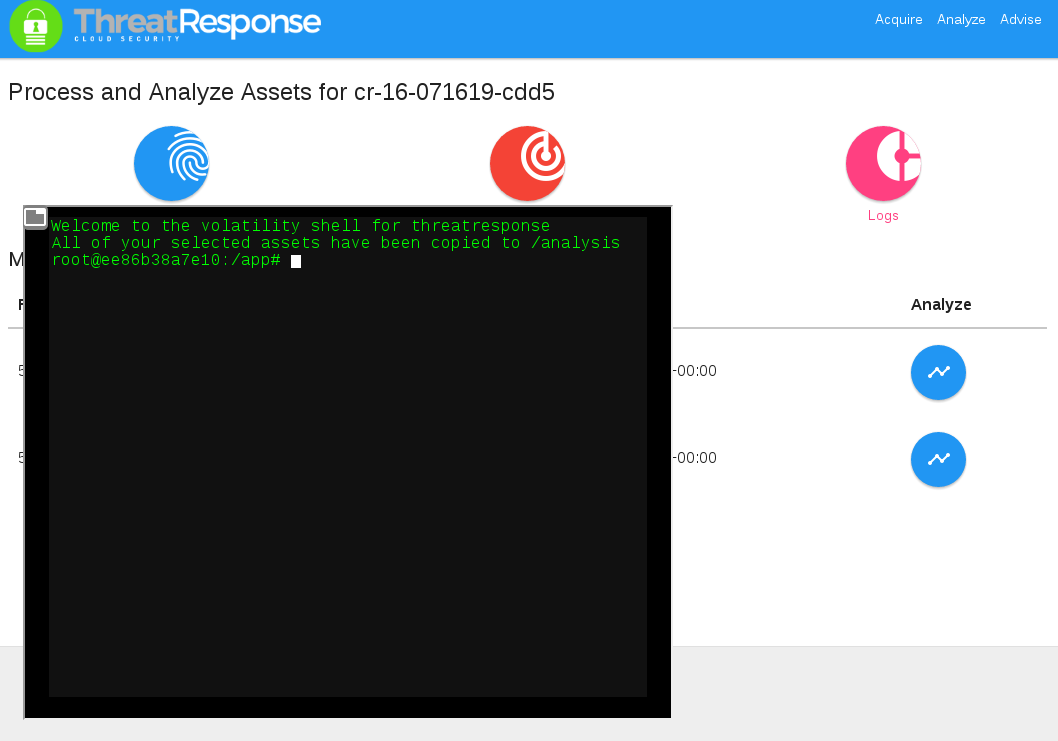 ThreatResponse
CLOUD SECURITY
Acquire Analyze Advise
Process and Analyze Assets for cr-16-071619-cdd5
Logs
Welcome to the volatility shell for threatresponse
All of your selected assets have been copied to /analysis
root@ee86b38a7e10:/app#
M
Analyze
5 -00:00
5 -00:00